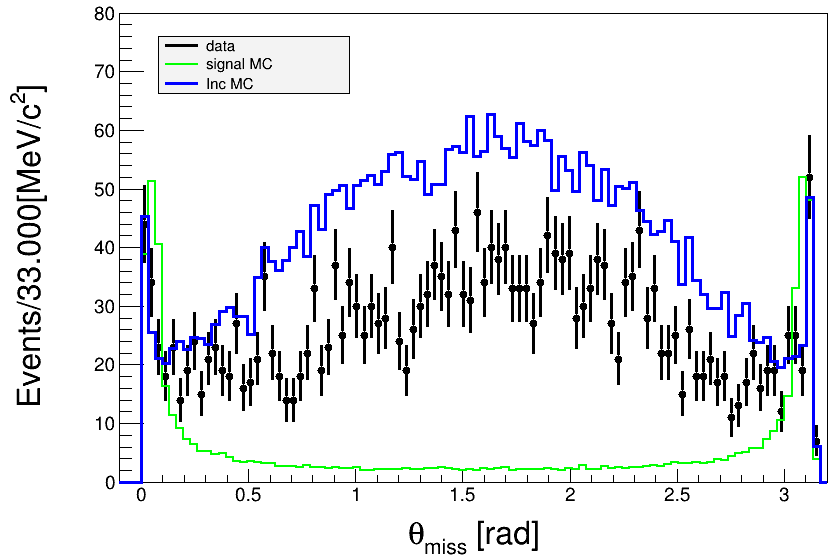 80
70
60
50
40
30
20
10
0
Events/33.000[MeV/c²]
data
signal MC
Inc MC
0 0.5 1 1.5 2 2.5 3
θmiss [rad]